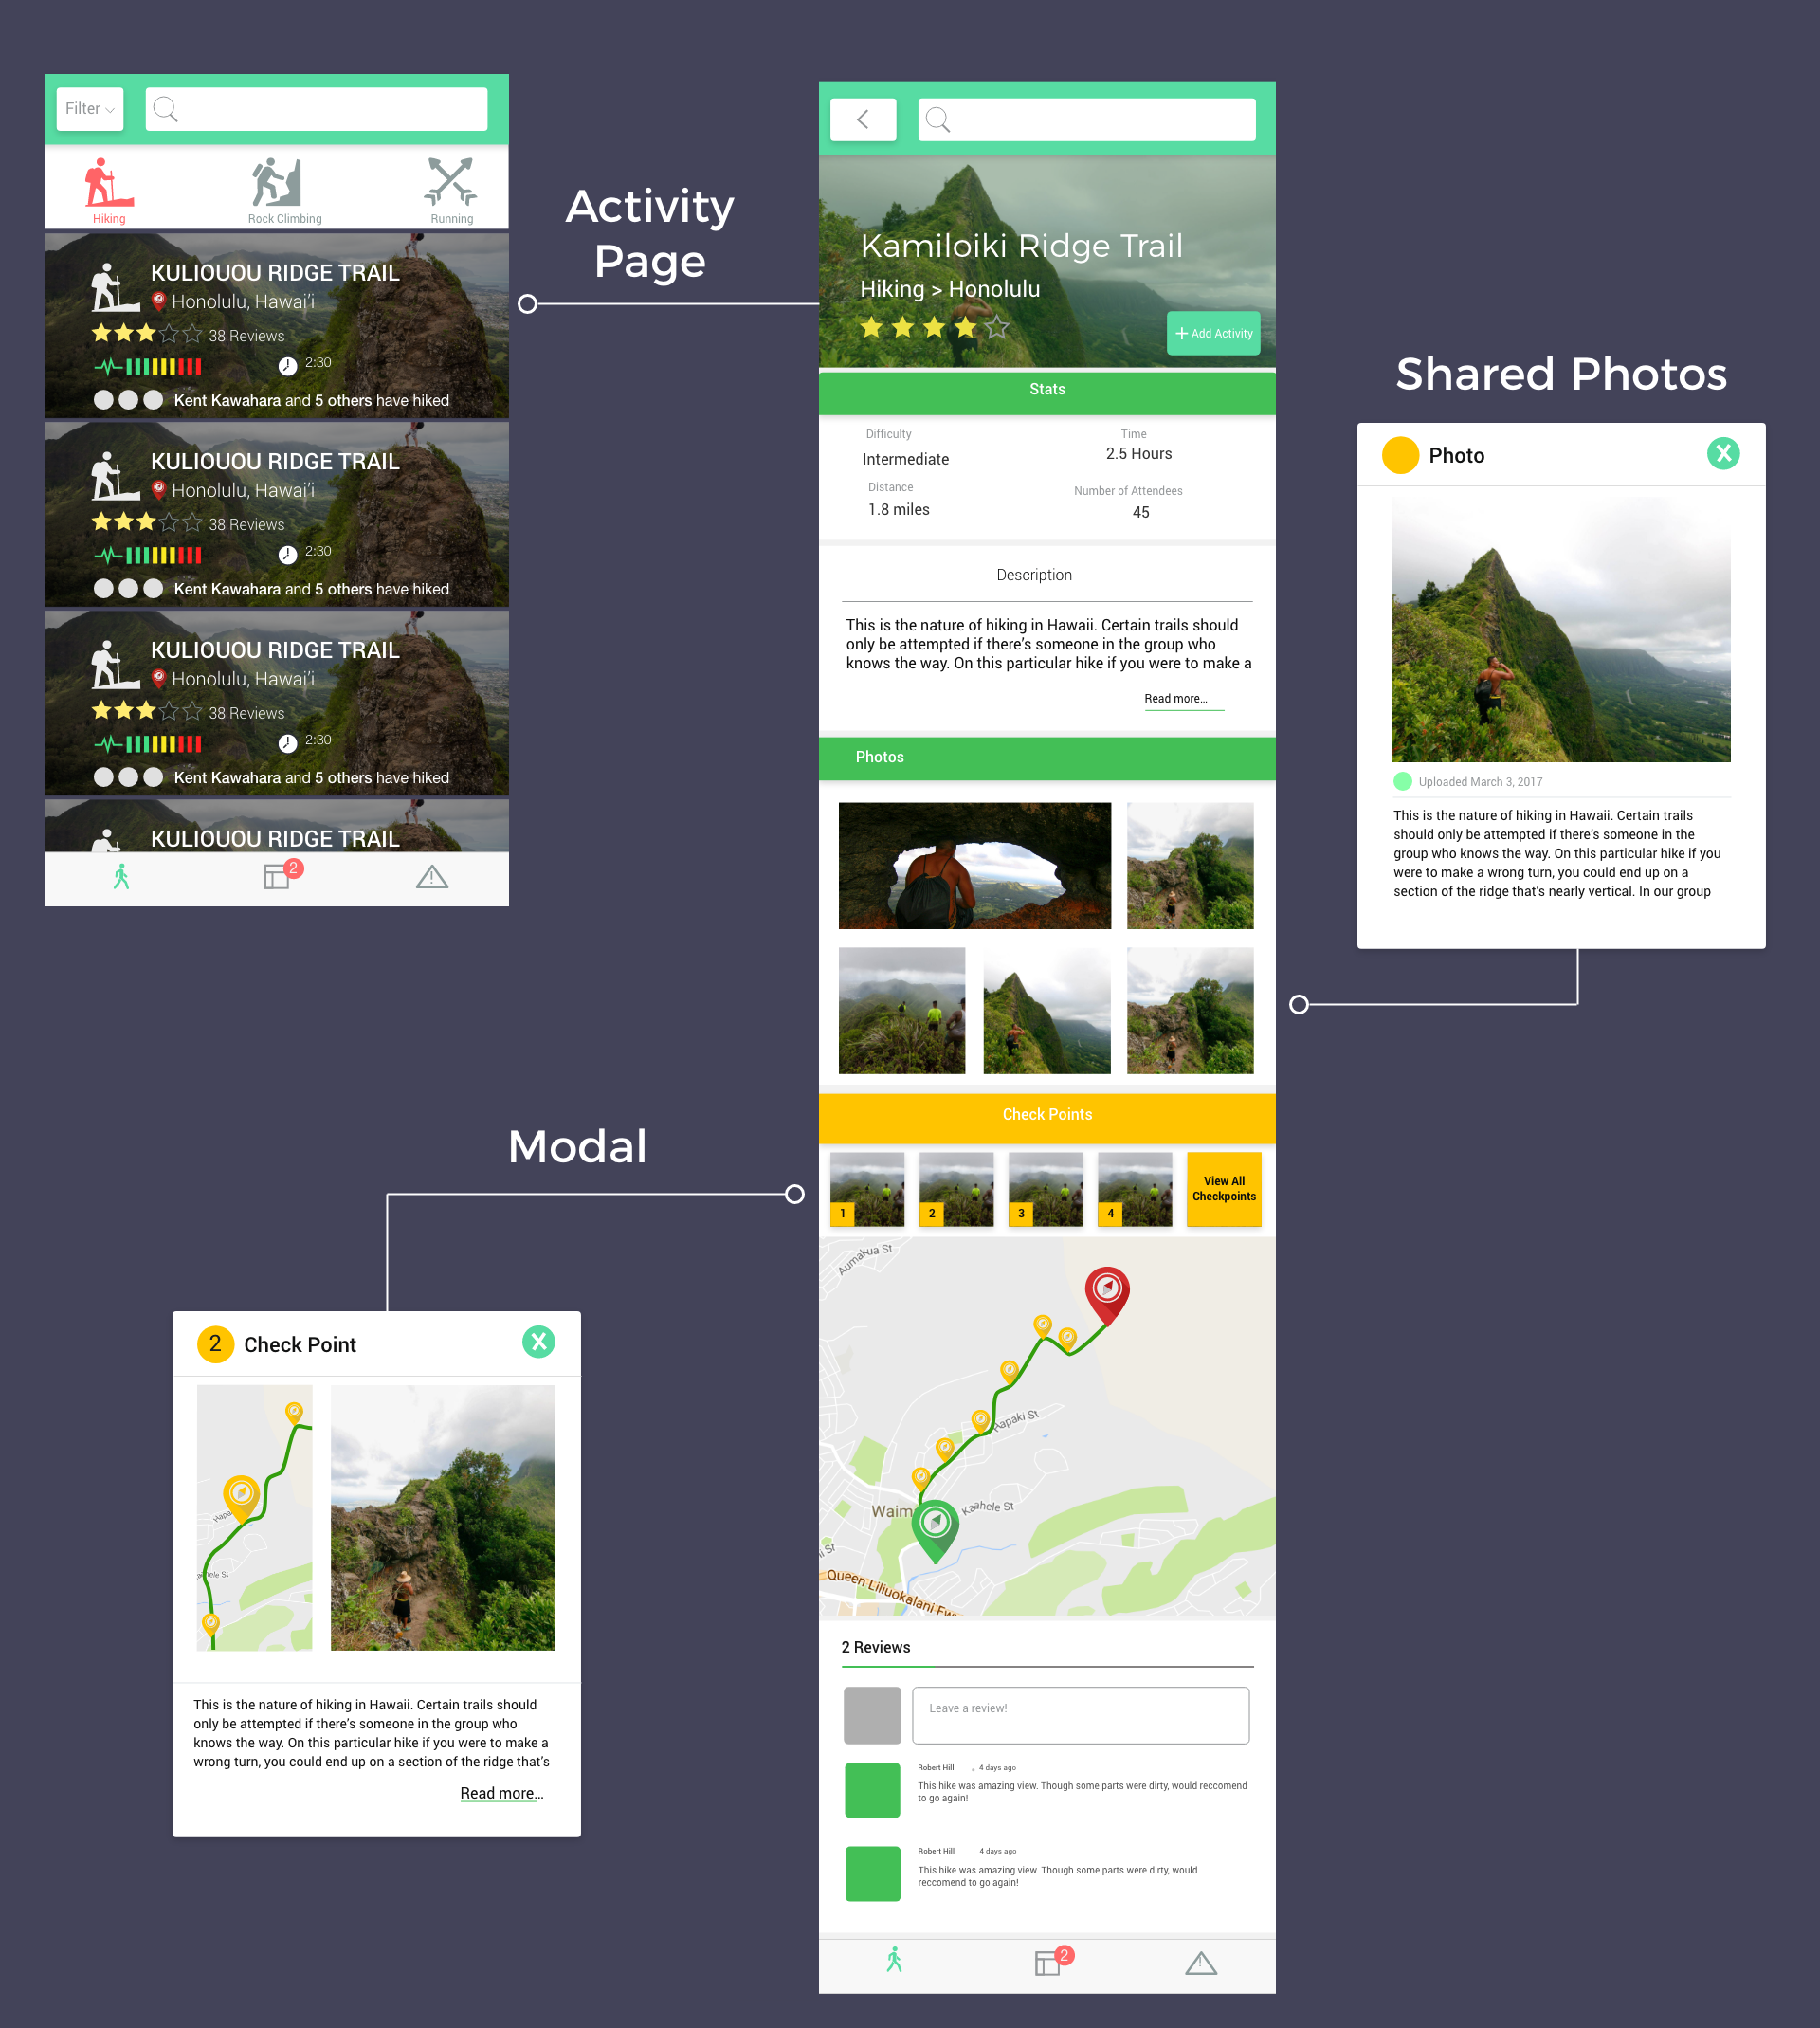 Filter
Hiking
Rock Climbing
Running
KULIOUOU RIDGE TRAIL
Honolulu, Hawai'i
38 Reviews
2:30
Kent Kawahara and 5 others have hiked
KULIOUOU RIDGE TRAIL
Honolulu, Hawai'i
38 Reviews
2:30
Kent Kawahara and 5 others have hiked
KULIOUOU RIDGE TRAIL
Honolulu, Hawai'i
38 Reviews
2:30
Kent Kawahara and 5 others have hiked
KULIOUOU RIDGE TRAIL
2
Activity
Page
Kamiloiki Ridge Trail
Hiking > Honolulu
+ Add Activity
Stats
Difficulty
Intermediate
Time
2.5 Hours
Distance
1.8 miles
Number of Attendees
45
Description
This is the nature of hiking in Hawaii. Certain trails should
only be attempted if there's someone in the group who
knows the way. On this particular hike if you were to make a
Read more...
Photos
Check Points
1
2
3
4
View All
Checkpoints
Aumakua St
Hapaki St
Kaahele St
Waim
Queen Liliuokalani Fw
2 Reviews
Leave a review!
Robert Hill 4 days ago
This hike was amazing view. Though some parts were dirty, would reccomend
to go again!
Robert Hill 4 days ago
This hike was amazing view. Though some parts were dirty, would
reccomend to go again!
2
Shared Photos
Photo
X
Uploaded March 3, 2017
This is the nature of hiking in Hawaii. Certain trails
should only be attempted if there's someone in the
group who knows the way. On this particular hike if you
were to make a wrong turn, you could end up on a
section of the ridge that's nearly vertical. In our group
Modal
2
Check Point
X
Hapa
ahele St
This is the nature of hiking in Hawaii. Certain trails should
only be attempted if there's someone in the group who
knows the way. On this particular hike if you were to make a
wrong turn, you could end up on a section of the ridge that's
Read more...